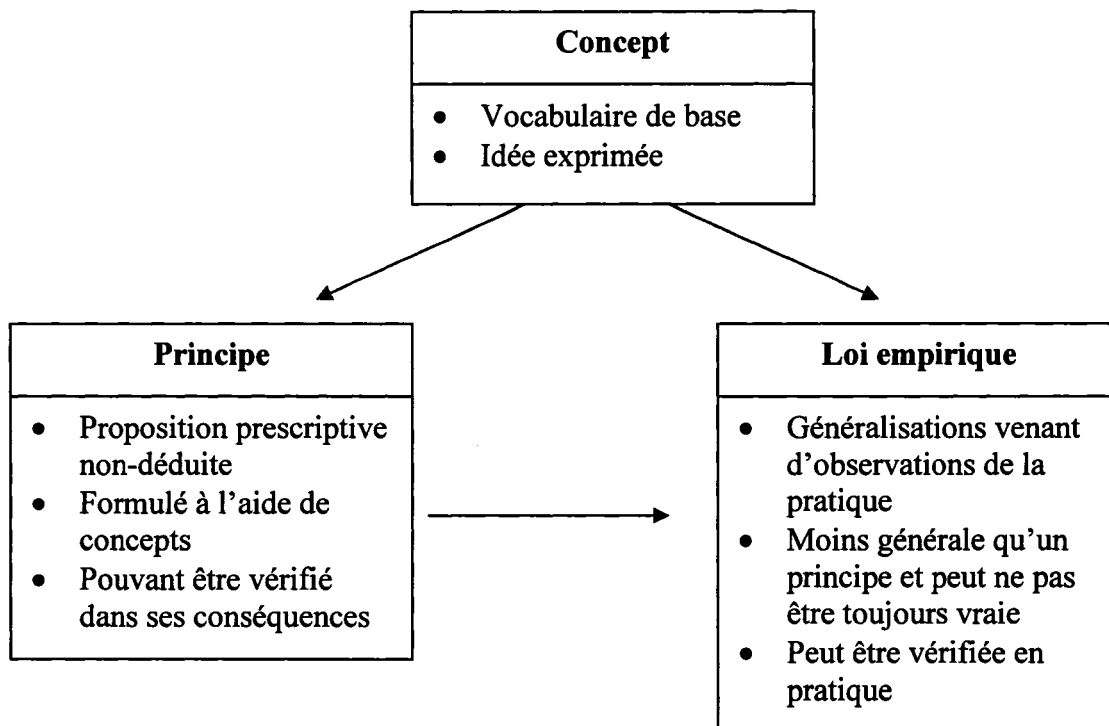 Concept
• Vocabulaire de base
• Idée exprimée
Principe
• Proposition prescriptive
non-déduite
• Formulé à l'aide de
concepts
• Pouvant être vérifié
dans ses conséquences
Loi empirique
• Généralisations venant
d'observations de la
pratique
• Moins générale qu'un
principe et peut ne pas
être toujours vraie
• Peut être vérifiée en
pratique